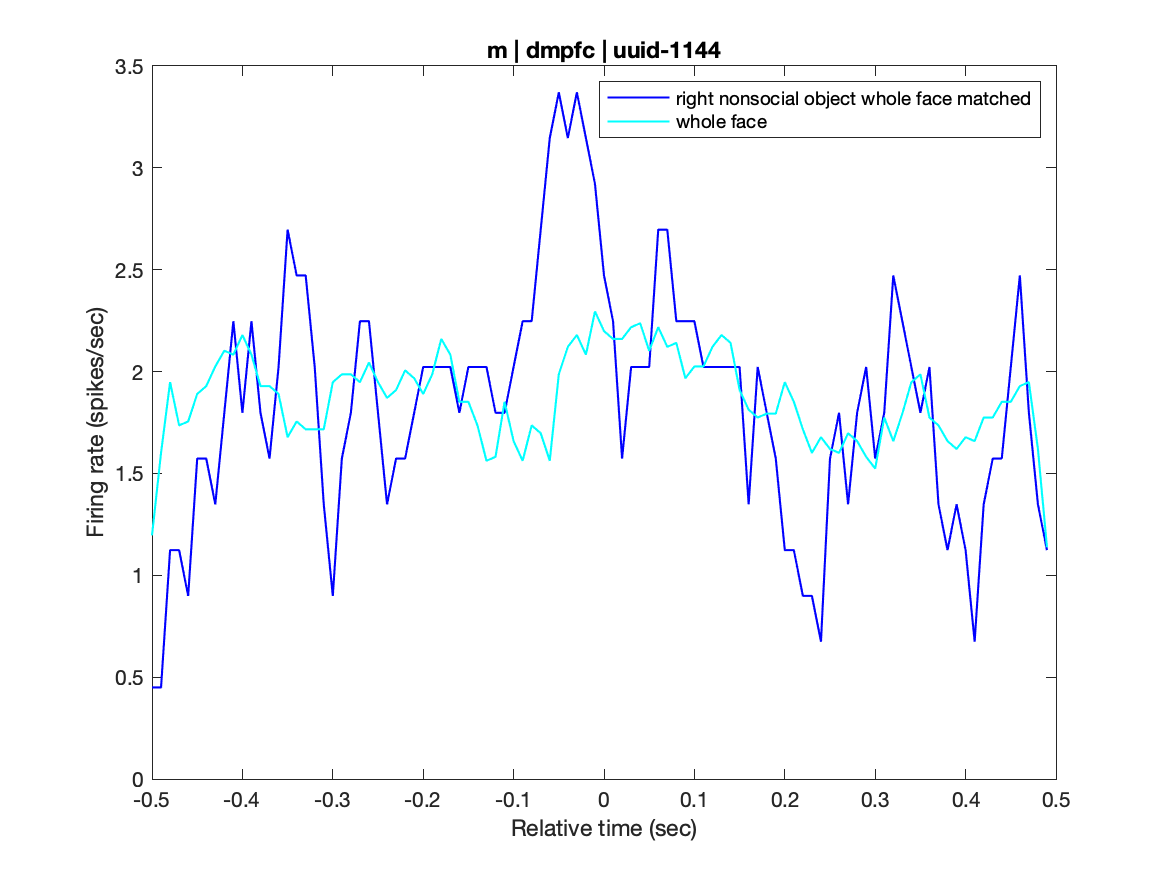 m | dmpfc | uuid-1144
right nonsocial object whole face matched
whole face
Firing rate (spikes/sec)
3.5
3
2.5
2
1.5
1
0.5
0
-0.5 -0.4 -0.3 -0.2 -0.1 0 0.1 0.2 0.3 0.4 0.5
Relative time (sec)